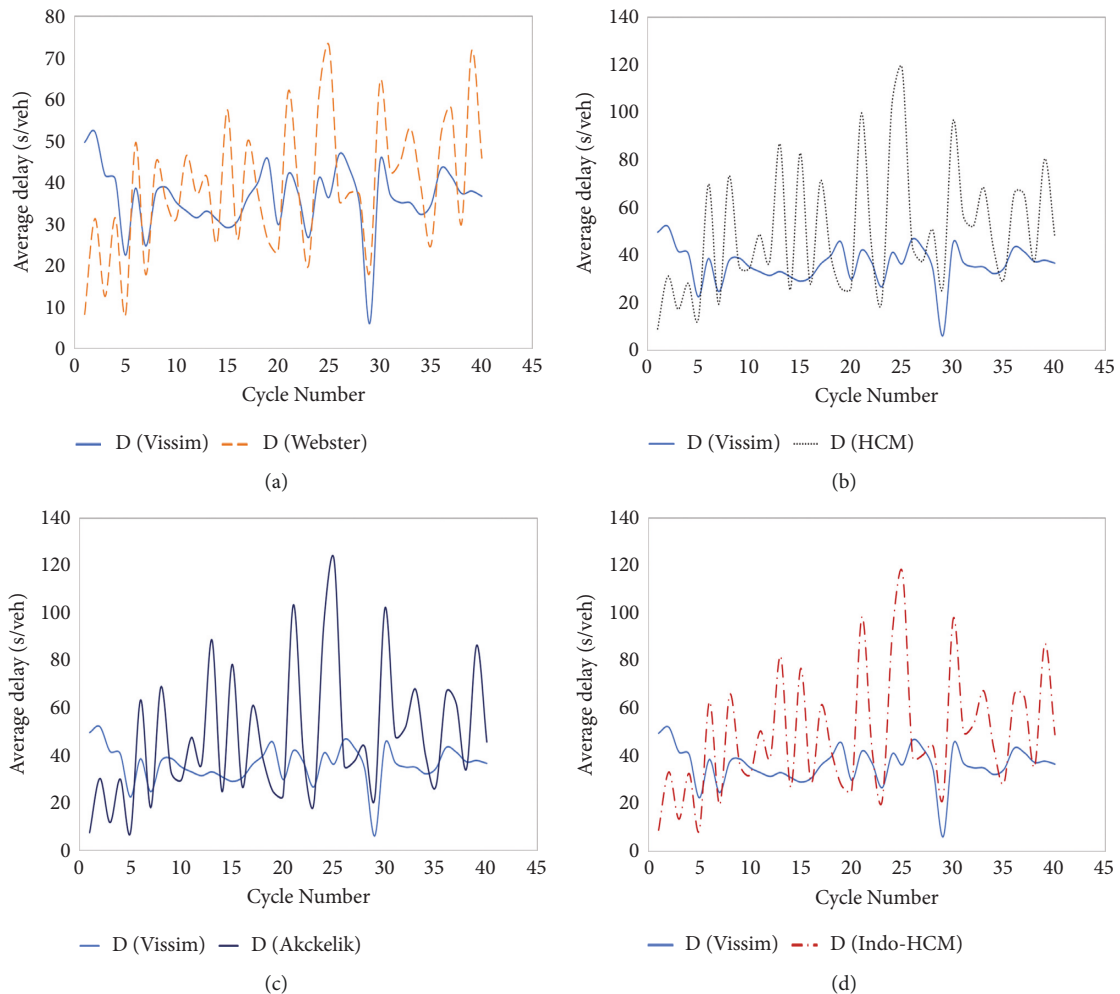 80
70
60
50
40
30
20
10
0
Average delay (s/veh)
0 5 10 15 20 25 30 35 40 45
Cycle Number
D (Vissim) D (Webster)
(a)
140
120
100
80
60
40
20
0
Average delay (s/veh)
0 5 10 15 20 25 30 35 40 45
Cycle Number
D (Vissim) D (HCM)
(b)
140
120
100
80
60
40
20
0
Average delay (s/veh)
0 5 10 15 20 25 30 35 40 45
Cycle Number
D (Vissim) D (Akckelik)
(c)
140
120
100
80
60
40
20
0
Average delay (s/veh)
0 5 10 15 20 25 30 35 40 45
Cycle Number
D (Vissim) D (Indo-HCM)
(d)